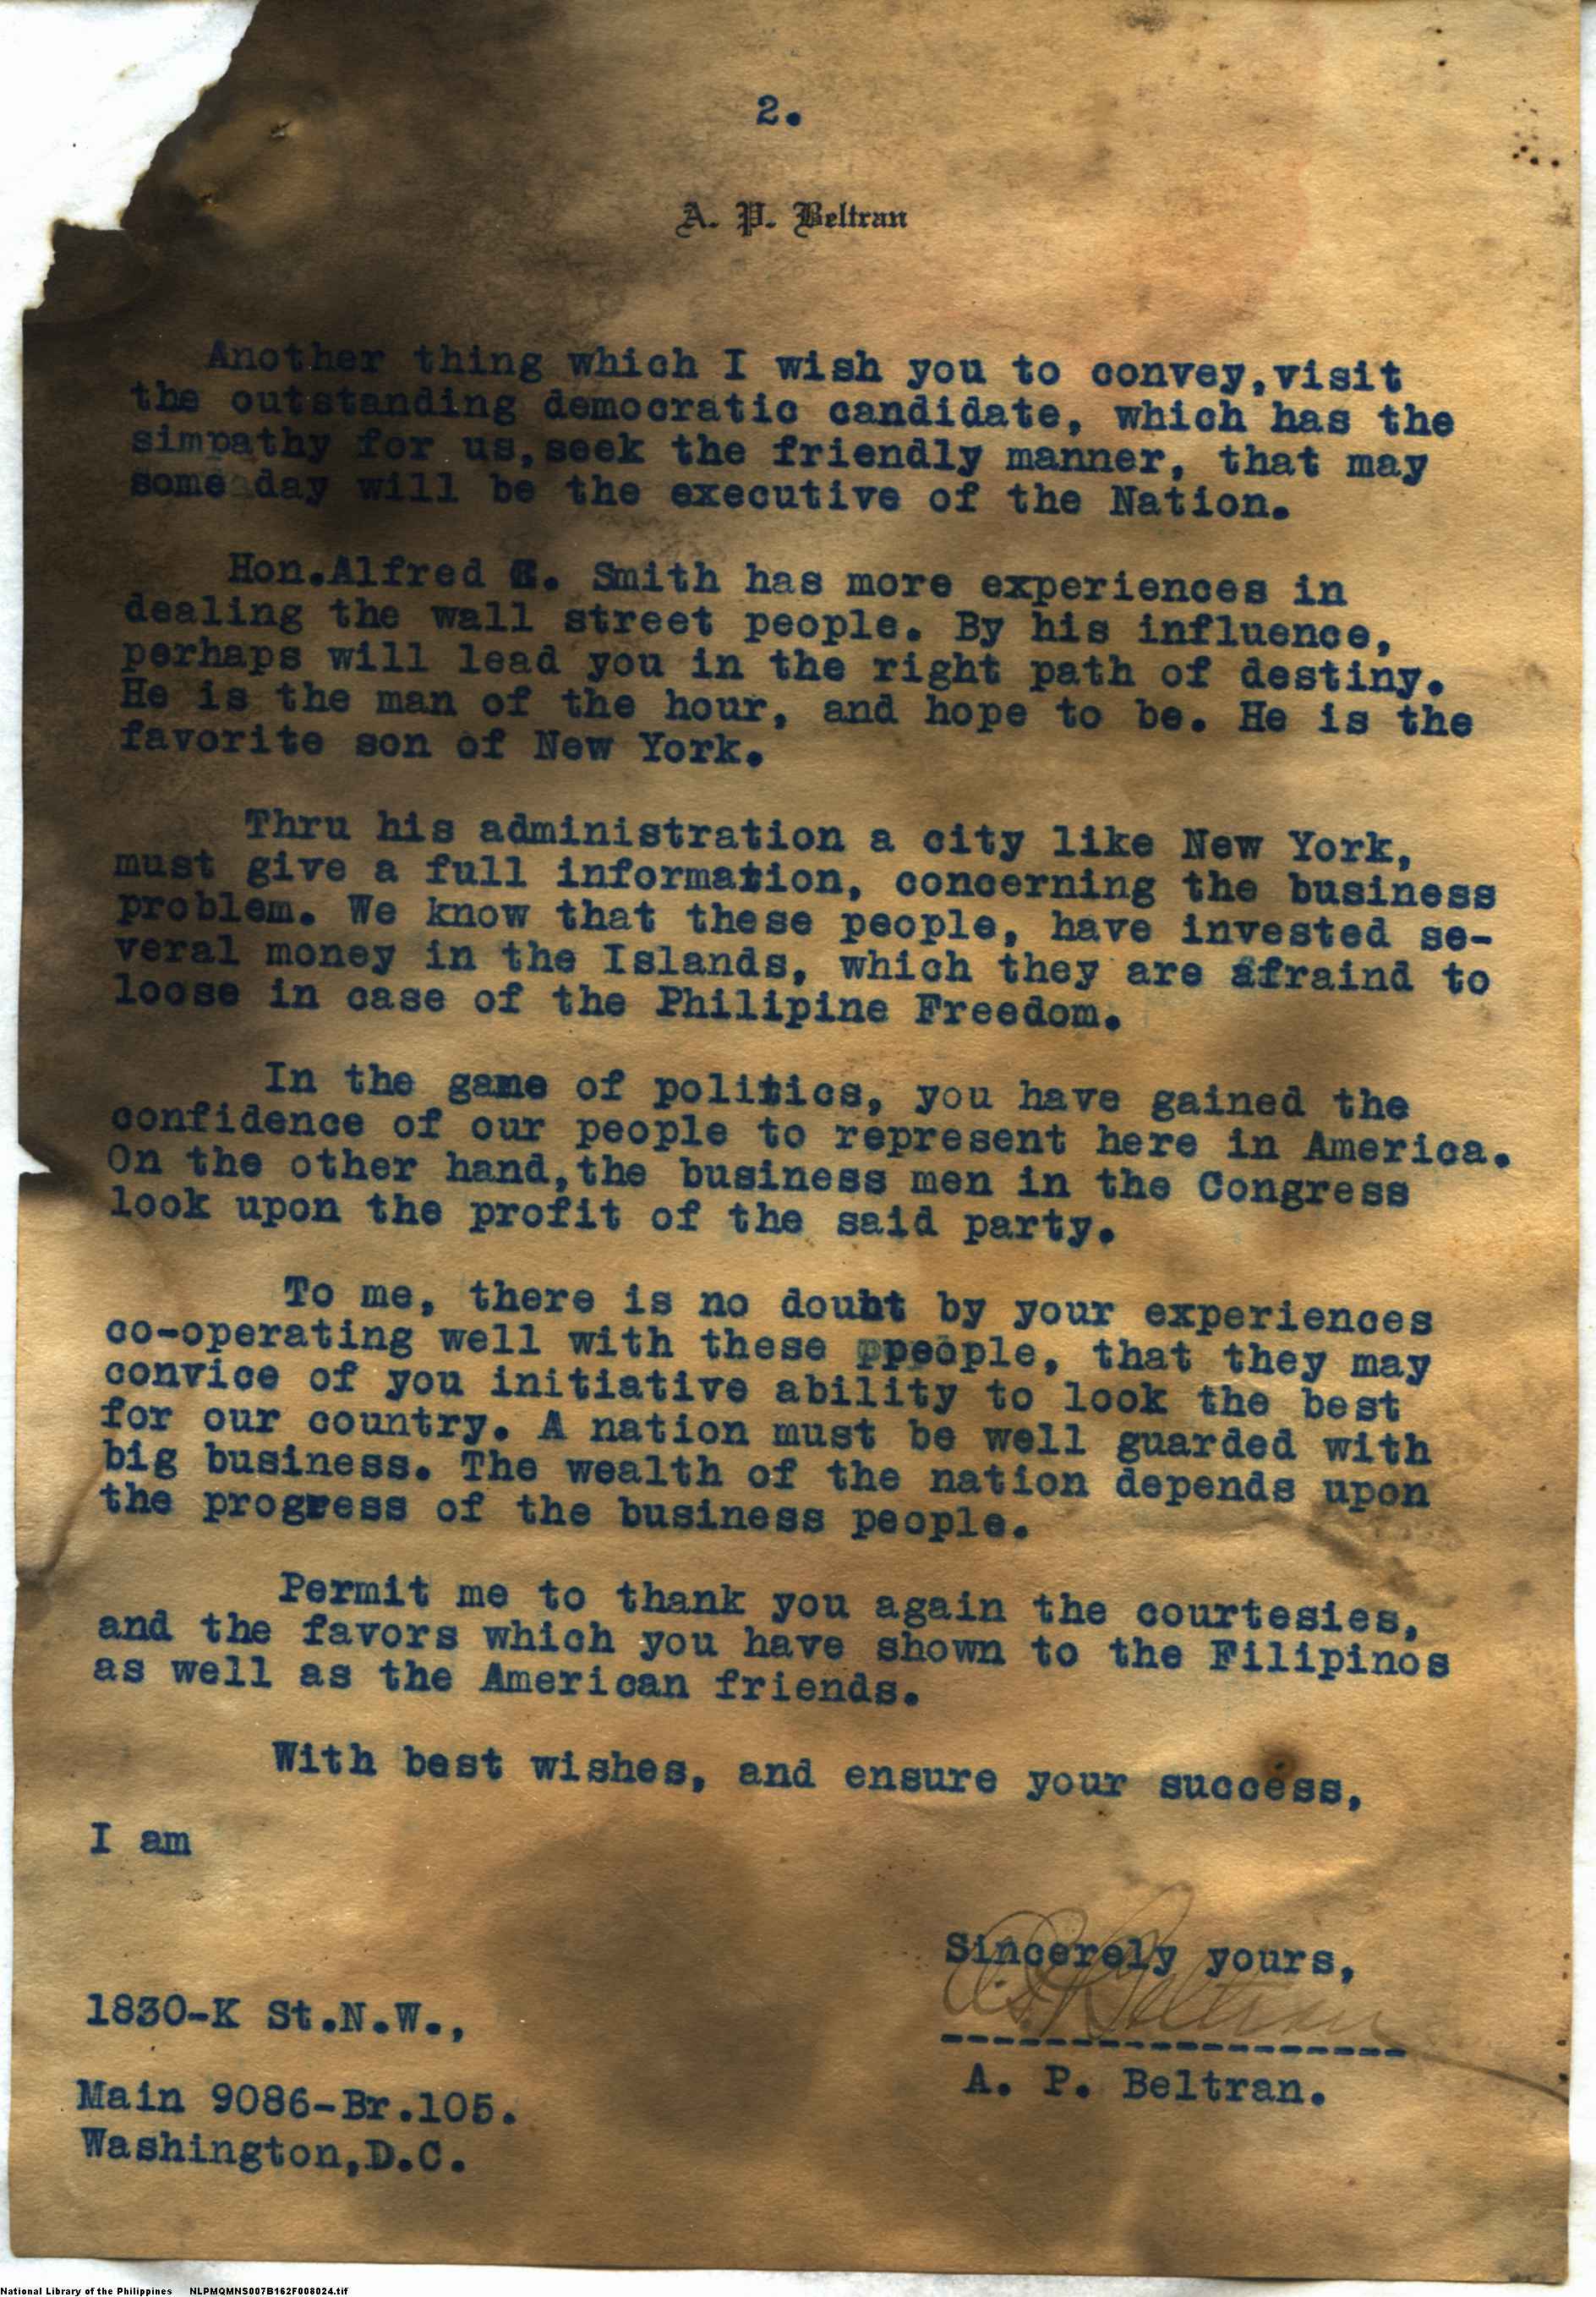 2.
A. P. Beltran
Another thing which I wish you to convey,visit
the outstanding democratic candidate, which has the
simpathy for us,seek the friendly manner, that may
some day will be the executive of the Nation.
Hon.Alfred E. Smith has more experiences in
dealing the wall street people. By his influence,
perhaps will lead you in the right path of destiny.
He is the man of the hour, and hope to be. He is the
favorite son of New York.
Thru his administration a city like New York,
must give a full information, concerning the business
problem. We know that these people, have invested se-
veral money in the Islands, which they are afraind to
loose in case of the Philipine Freedom.
In the game of politics, you have gained the
confidence of our people to represent here in America.
On the other hand,the business men in the Congress
look upon the profit of the said party.
To me, there is no doubt by your experiences
co-operating well with these ppeople, that they may
convice of you initiative ability to look the best
for our country. A nation must be well guarded with
big business. The wealth of the nation depends upon
the progress of the business people.
Permit me to thank you again the courtesies,
and the favors which you have shown to the Filipinos
as well as the American friends.
With best wishes, and ensure your success,
I am
Sincerely yours,
A. P. Beltran
1830-K St.N.W.,
A. P. Beltran.
Main 9086-Br.105.
Washington,D.C.
National Library of the Philippines NLPMQMNS007B162F008024.tif